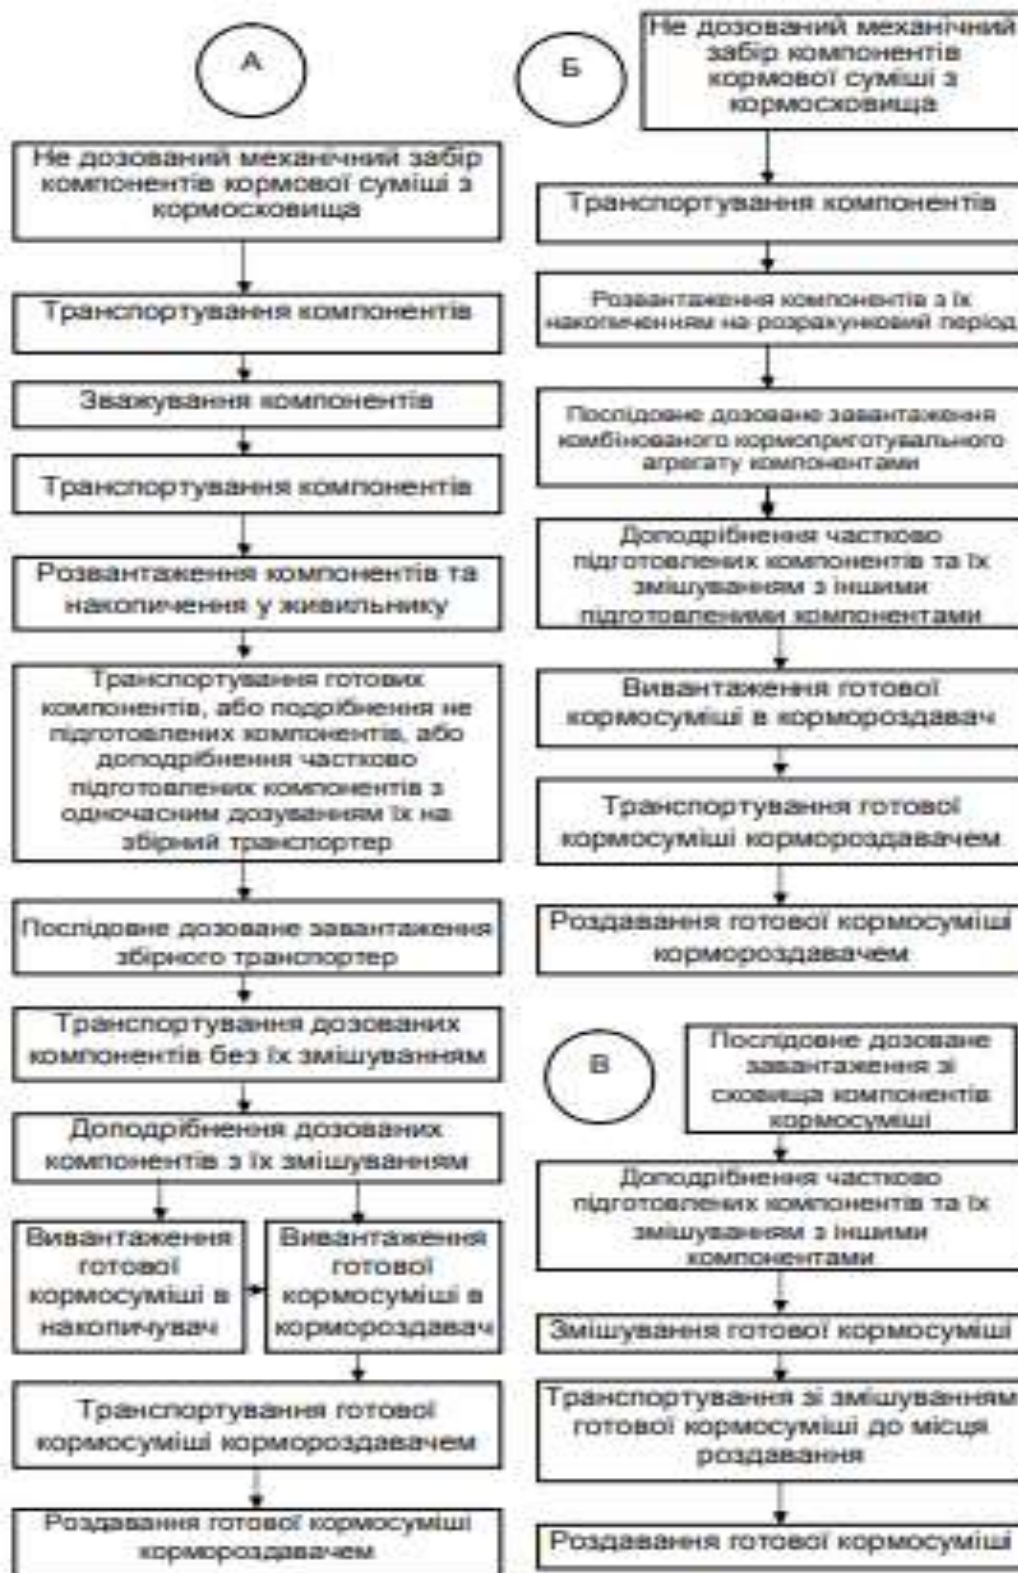 А
Не дозований механічний забір
компонентів кормової суміші з
кормосховища
Транспортування компонентів
Зважування компонентів
Транспортування компонентів
Розвантаження компонентів та
накопичення у живильнику
Транспортування готових
компонентів, або подрібнення не
підготовлених компонентів, або
доподрібнення частково
підготовлених компонентів з
одночасним дозуванням їх на
збірний транспортер
Послідовне дозоване завантаження
збірного транспортер
Транспортування дозованих
компонентів без їх змішуванням
Доподрібнення дозованих
компонентів з їх змішуванням
Вивантаження
готової
кормосуміші в
накопичувач
Вивантаження
готової
кормосуміші в
кормороздавач
Транспортування готової
кормосуміші кормороздавачем
Роздавання готової кормосуміші
кормороздавачем
Б
Не дозований механічний
забір компонентів
кормової суміші з
кормосховища
Транспортування компонентів
Розвантаження компонентів з їх
накопиченням на розрахунковий період
Послідовне дозоване завантаження
комбінованого кормоприготувального
агрегату компонентами
Доподрібнення частково
підготовлених компонентів та їх
змішуванням з іншими
підготовленими компонентами
Вивантаження готової
кормосуміші в кормороздавач
Транспортування готової
кормосуміші кормороздавачем
Роздавання готової кормосуміші
кормороздавачем
В
Послідовне дозоване
завантаження зі
сховища компонентів
кормосуміші
Доподрібнення частково
підготовлених компонентів та їх
змішуванням з іншими
компонентами
Змішування готової кормосуміші
Транспортування зі змішуванням
готової кормосуміші до місця
роздавання
Роздавання готової кормосуміші